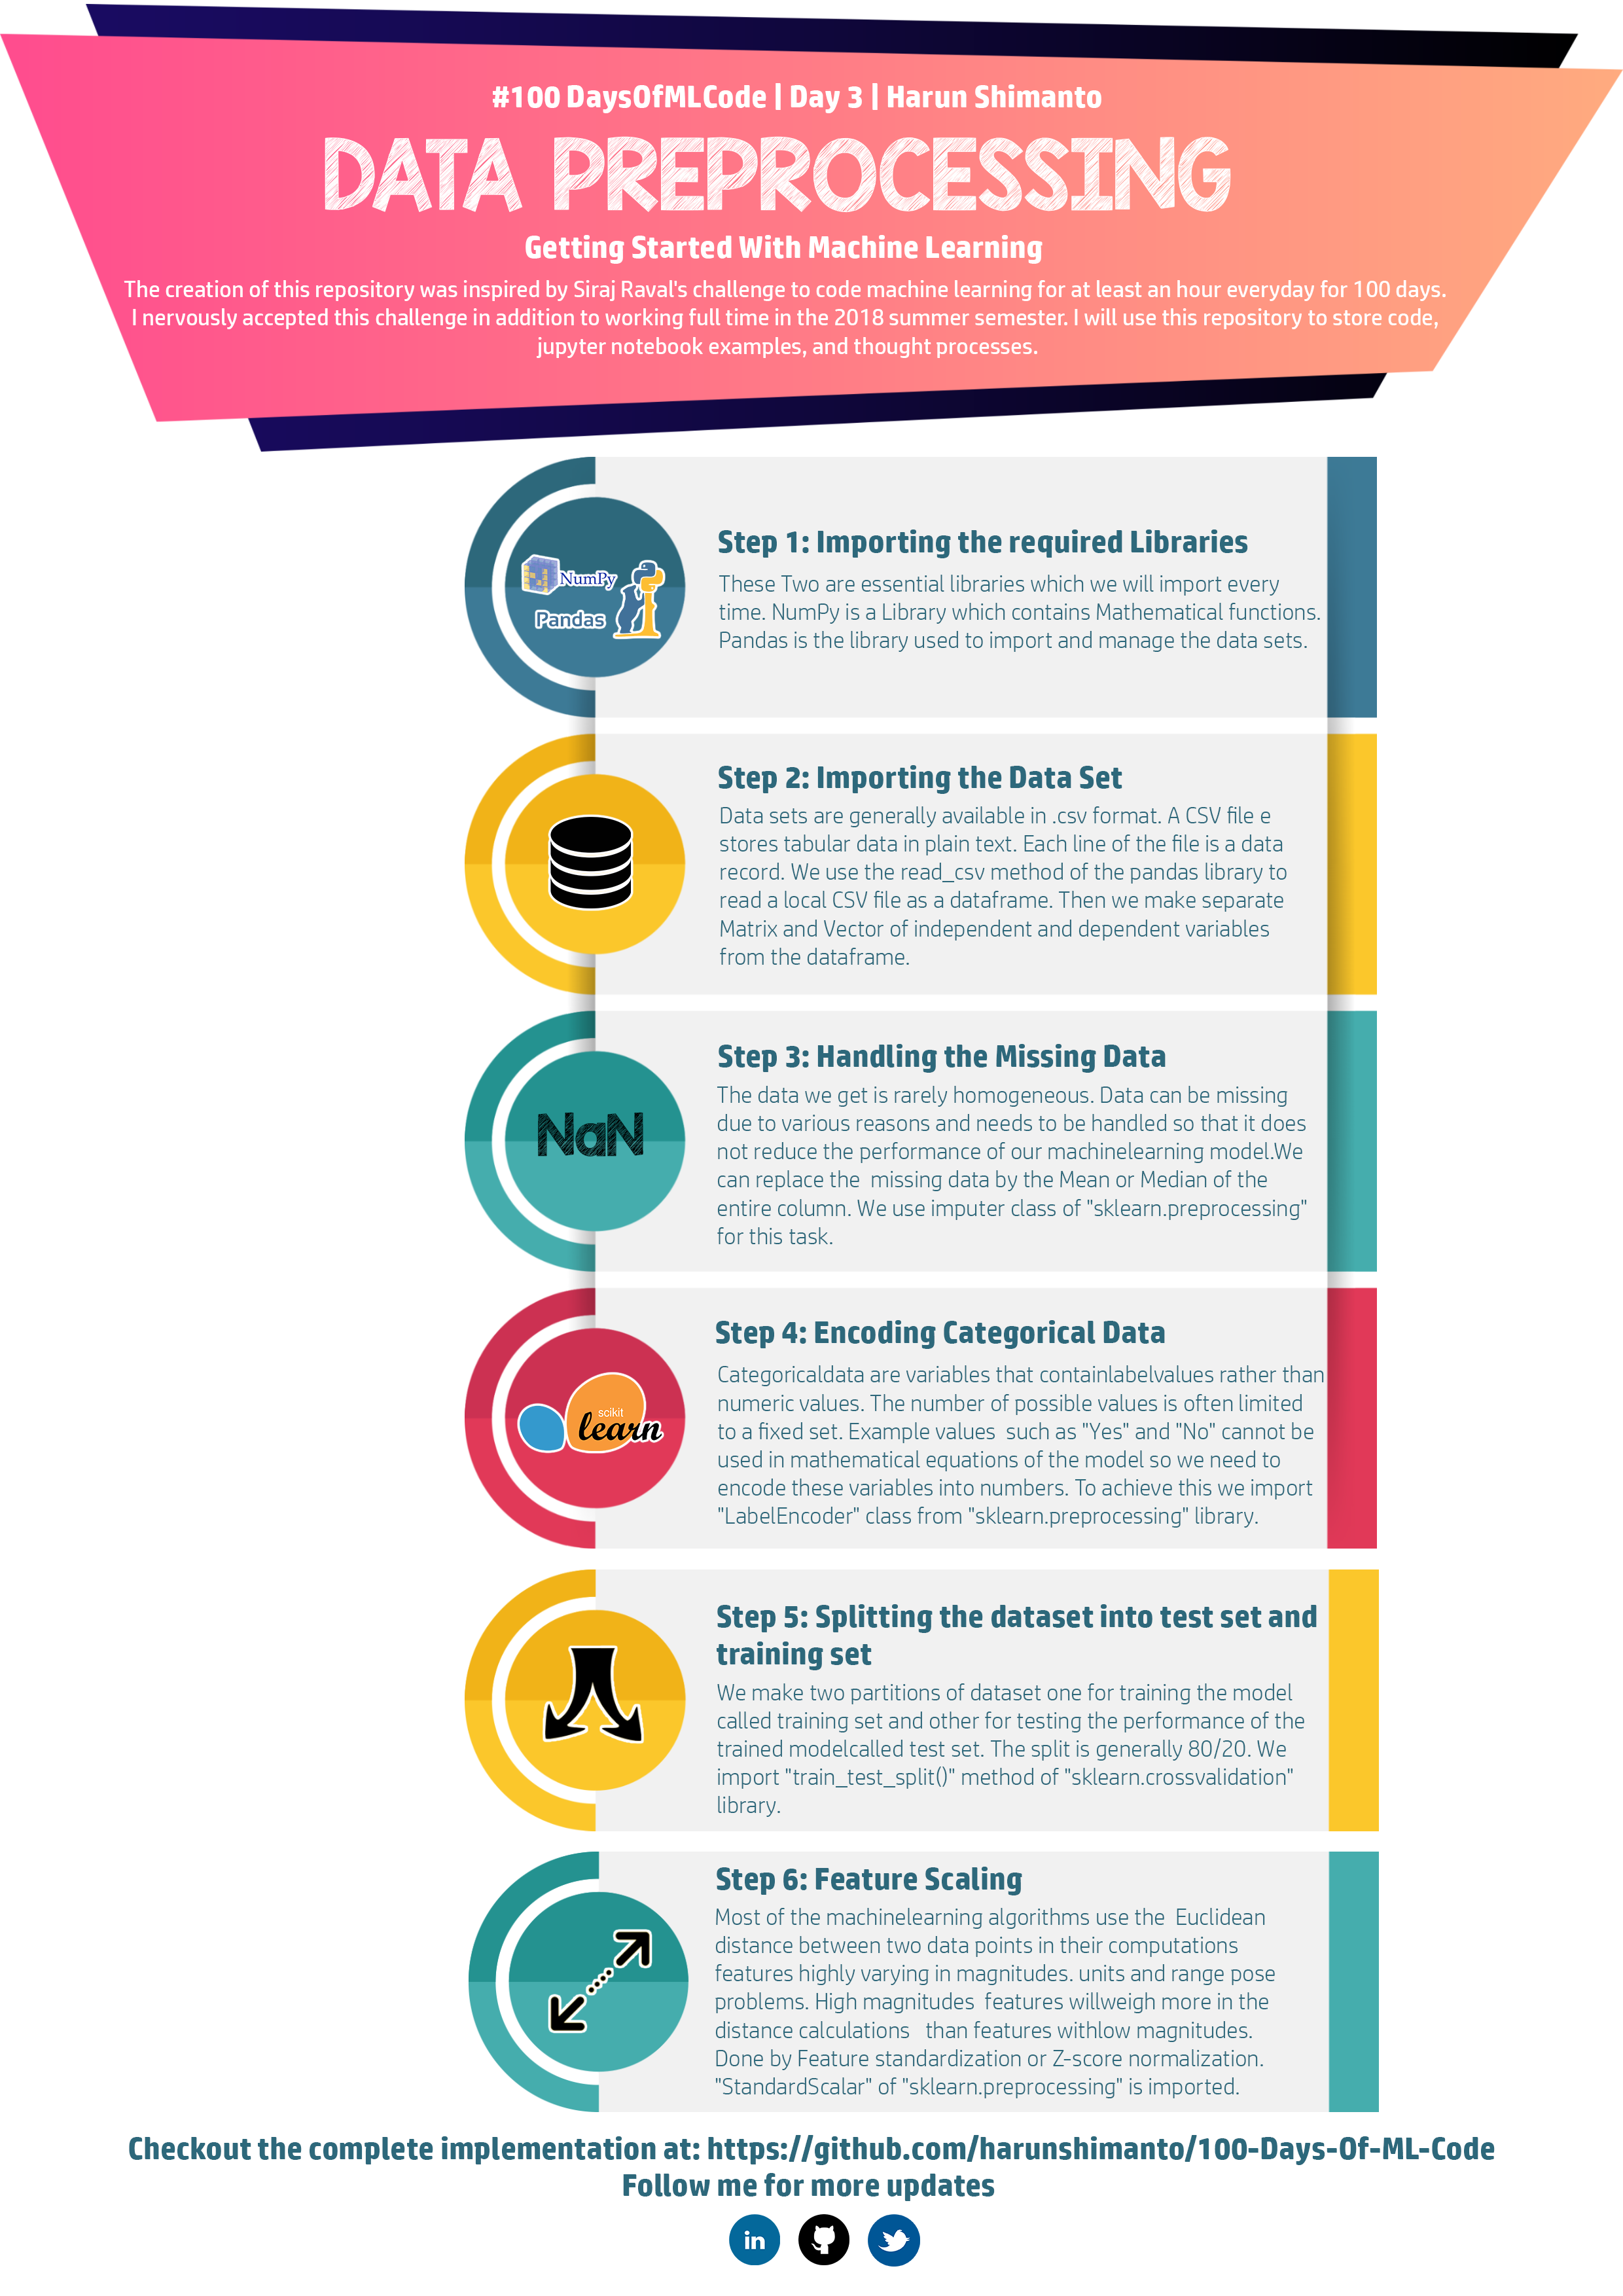 #100 DaysOfMLCode | Day 3 | Harun Shimanto
DATA PREPROCESSING
Getting Started With Machine Learning
The creation of this repository was inspired by Siraj Raval's challenge to code machine learning for at least an hour everyday for 100 days.
I nervously accepted this challenge in addition to working full time in the 2018 summer semester. I will use this repository to store code,
jupyter notebook examples, and thought processes.
NumPy
Pandas
Step 1: Importing the required Libraries
These Two are essential libraries which we will import every
time. NumPy is a Library which contains Mathematical functions.
Pandas is the library used to import and manage the data sets.
Step 2: Importing the Data Set
Data sets are generally available in .csv format. A CSV file e
stores tabular data in plain text. Each line of the file is a data
record. We use the read_csv method of the pandas library to
read a local CSV file as a dataframe. Then we make separate
Matrix and Vector of independent and dependent variables
from the dataframe.
NaN
Step 3: Handling the Missing Data
The data we get is rarely homogeneous. Data can be missing
due to various reasons and needs to be handled so that it does
not reduce the performance of our machinelearning model.We
can replace the  missing data by the Mean or Median of the
entire column. We use imputer class of "sklearn.preprocessing"
for this task.
scikit
learn
Step 4: Encoding Categorical Data
Categoricaldata are variables that containlabelvalues rather than
numeric values. The number of possible values is often limited
to a fixed set. Example values  such as "Yes" and "No" cannot be
used in mathematical equations of the model so we need to
encode these variables into numbers. To achieve this we import
"LabelEncoder" class from "sklearn.preprocessing" library.
Step 5: Splitting the dataset into test set and
training set
We make two partitions of dataset one for training the model
called training set and other for testing the performance of the
trained modelcalled test set. The split is generally 80/20. We
import "train_test_split()" method of "sklearn.crossvalidation"
library.
Step 6: Feature Scaling
Most of the machinelearning algorithms use the  Euclidean
distance between two data points in their computations
features highly varying in magnitudes. units and range pose
problems. High magnitudes  features willweigh more in the
distance calculations   than features withlow magnitudes.
Done by Feature standardization or Z-score normalization.
"StandardScalar" of "sklearn.preprocessing" is imported.
Checkout the complete implementation at: https://github.com/harunshimanto/100-Days-Of-ML-Code
Follow me for more updates
in